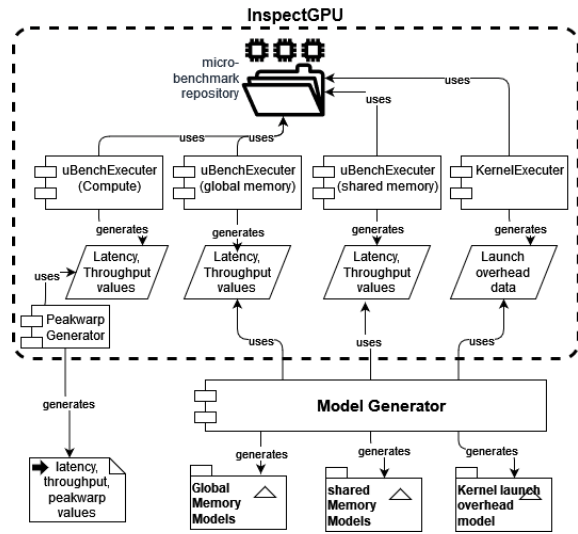 InspectGPU
micro-
benchmark
repository
uses
uses
uses
uses
uBenchExecuter
(Compute)
uBenchExecuter
(global memory)
uBenchExecuter
(shared memory)
KernelExecuter
generates
generates
generates
generates
Latency,
Throughput
values
Latency,
Throughput
values
Latency,
Throughput
values
Launch
overhead
data
uses
Peakwarp
Generator
uses
uses
uses
generates
Model Generator
generates
generates
generates
latency,
throughput,
peakwarp
values
Global
Memory
Models
shared
Memory
Models
Kernel launch
overhead
model